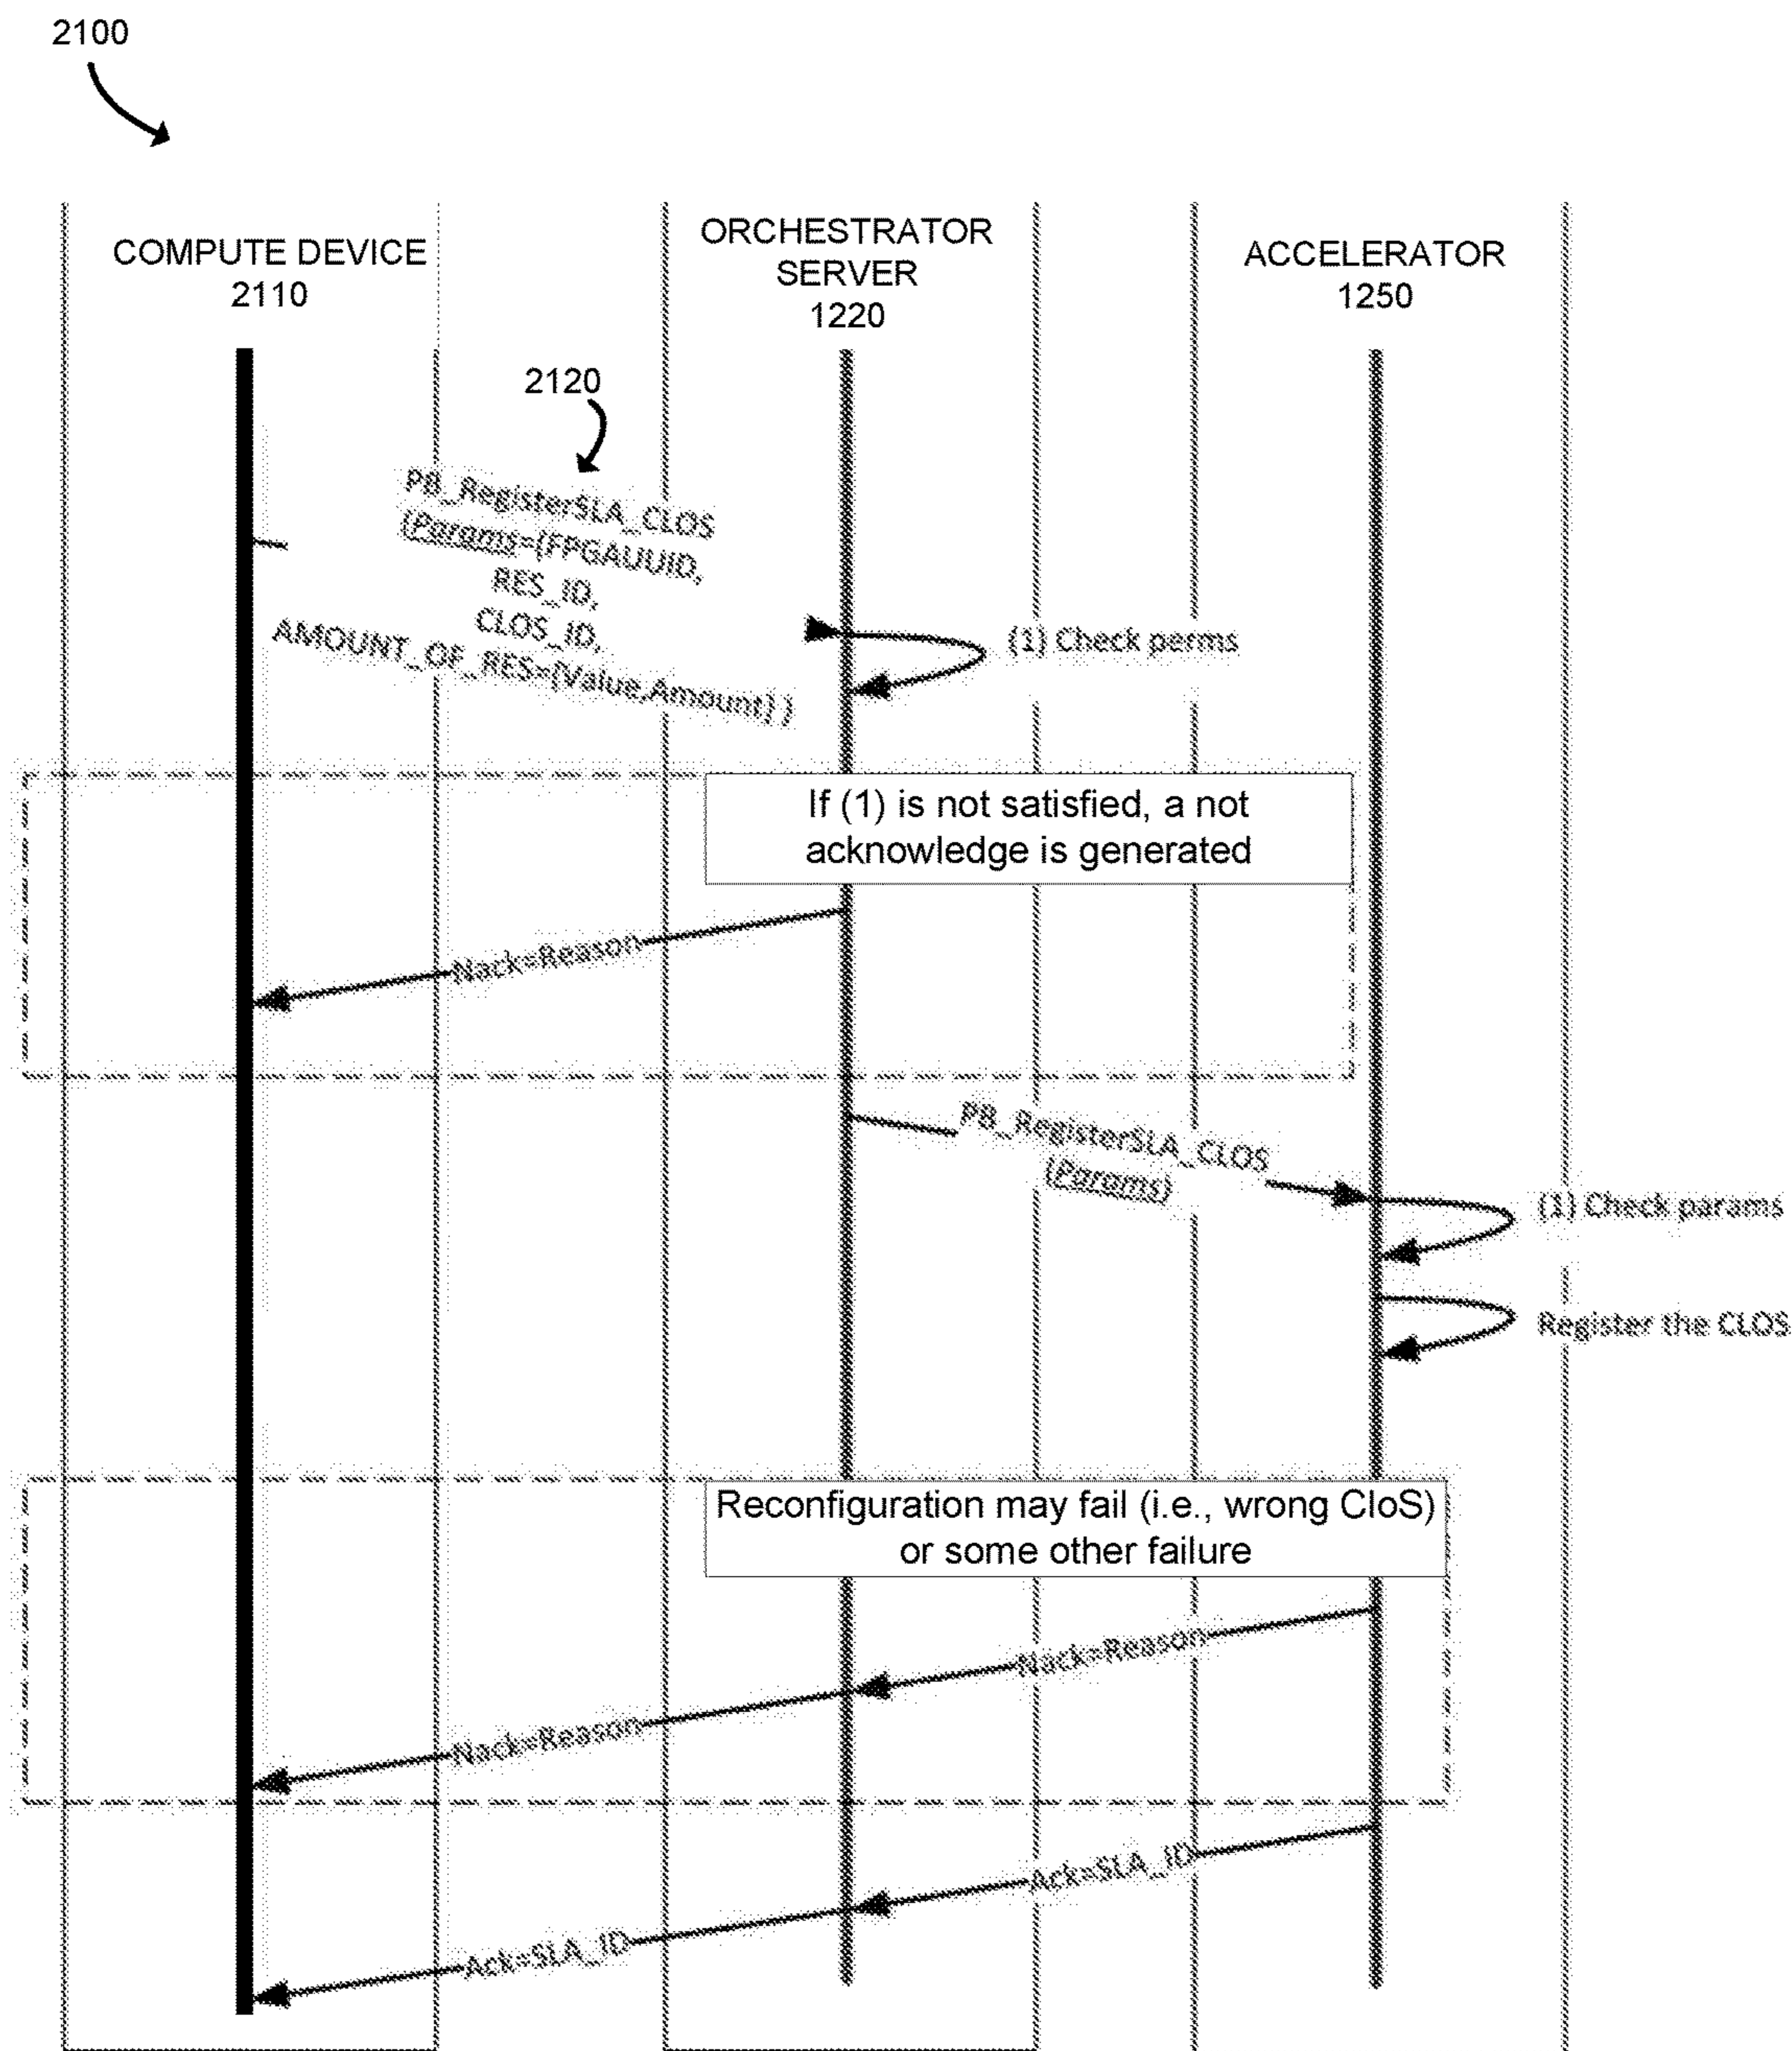 2100
COMPUTE DEVICE
2110
ORCHESTRATOR
SERVER
1220
ACCELERATOR
1250
2120
PB_RegisterSLA_CLOS
(Params={FPGAUUID,
RES_ID,
CLOS_ID,
AMOUNT_OF_RES={Value,Amount} )
(1) Check perms
If (1) is not satisfied, a not
acknowledge is generated
Nack=Reason
PB_RegisterSLA_CLOS
(Params)
(1) Check params
Register the CLOS
Reconfiguration may fail (i.e., wrong CloS)
or some other failure
Nack=Reason
Nack=Reason
Ack=SLA_ID
Ack=SLA_ID